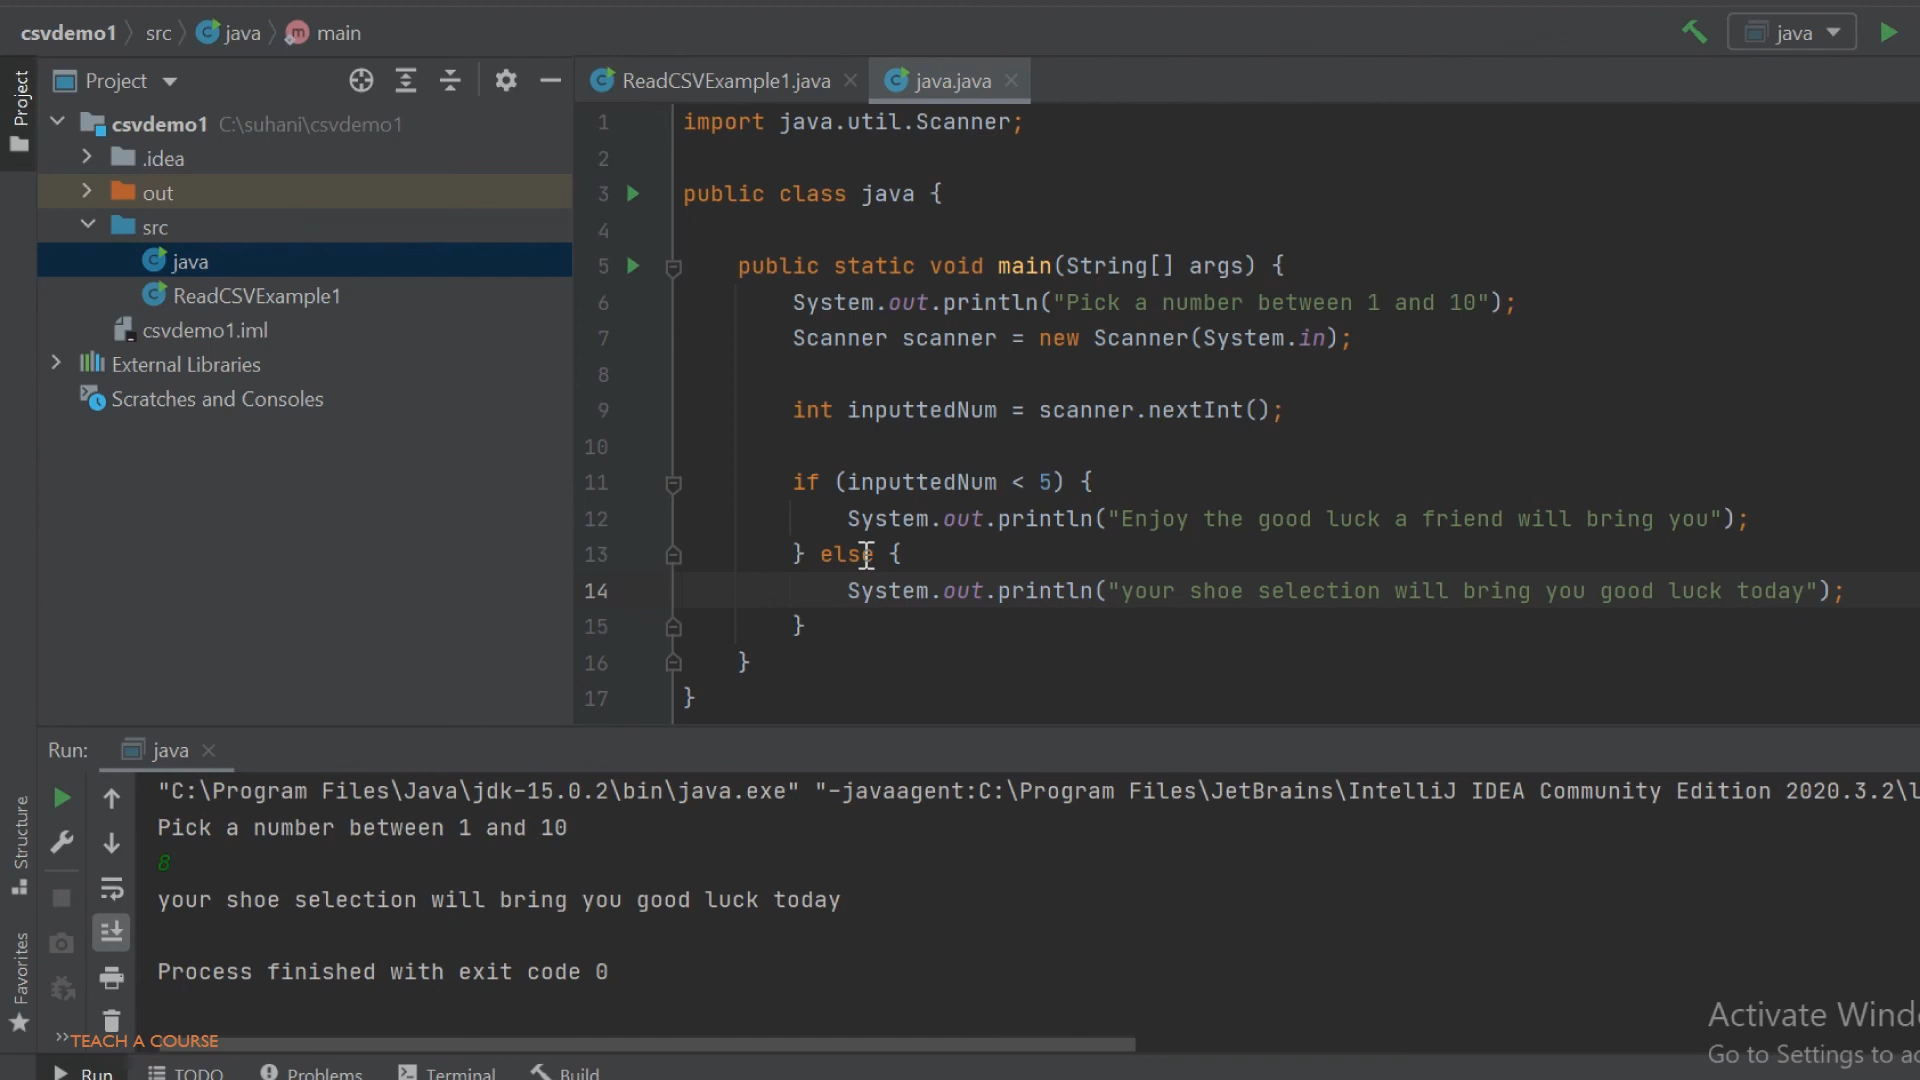 csvdemo1 src java main
java
Project
Project
csvdemo1 C:\suhani\csvdemo1
.idea
out
src
java
ReadCSVExample1
csvdemo1.iml
External Libraries
Scratches and Consoles
ReadCSVExample1.java java.java
1 import java.util.Scanner;
2
3 public class java {
4
5 public static void main(String[] args) {
6 System.out.println("Pick a number between 1 and 10");
7 Scanner scanner = new Scanner(System.in);
8
9 int inputtedNum = scanner.nextInt();
10
11 if (inputtedNum < 5) {
12 System.out.println("Enjoy the good luck a friend will bring you");
13 } else {
14 System.out.println("your shoe selection will bring you good luck today");
15 }
16 }
17 }
Run: java
"C:\Program Files\Java\jdk-15.0.2\bin\java.exe" "-javaagent:C:\Program Files\JetBrains\IntelliJ IDEA Community Edition 2020.3.2\l
Pick a number between 1 and 10
8
your shoe selection will bring you good luck today
Process finished with exit code 0
Structure
Favorites
TEACH A COURSE
Activate Wind
Go to Settings to ac
Run TODO Problems Terminal Build